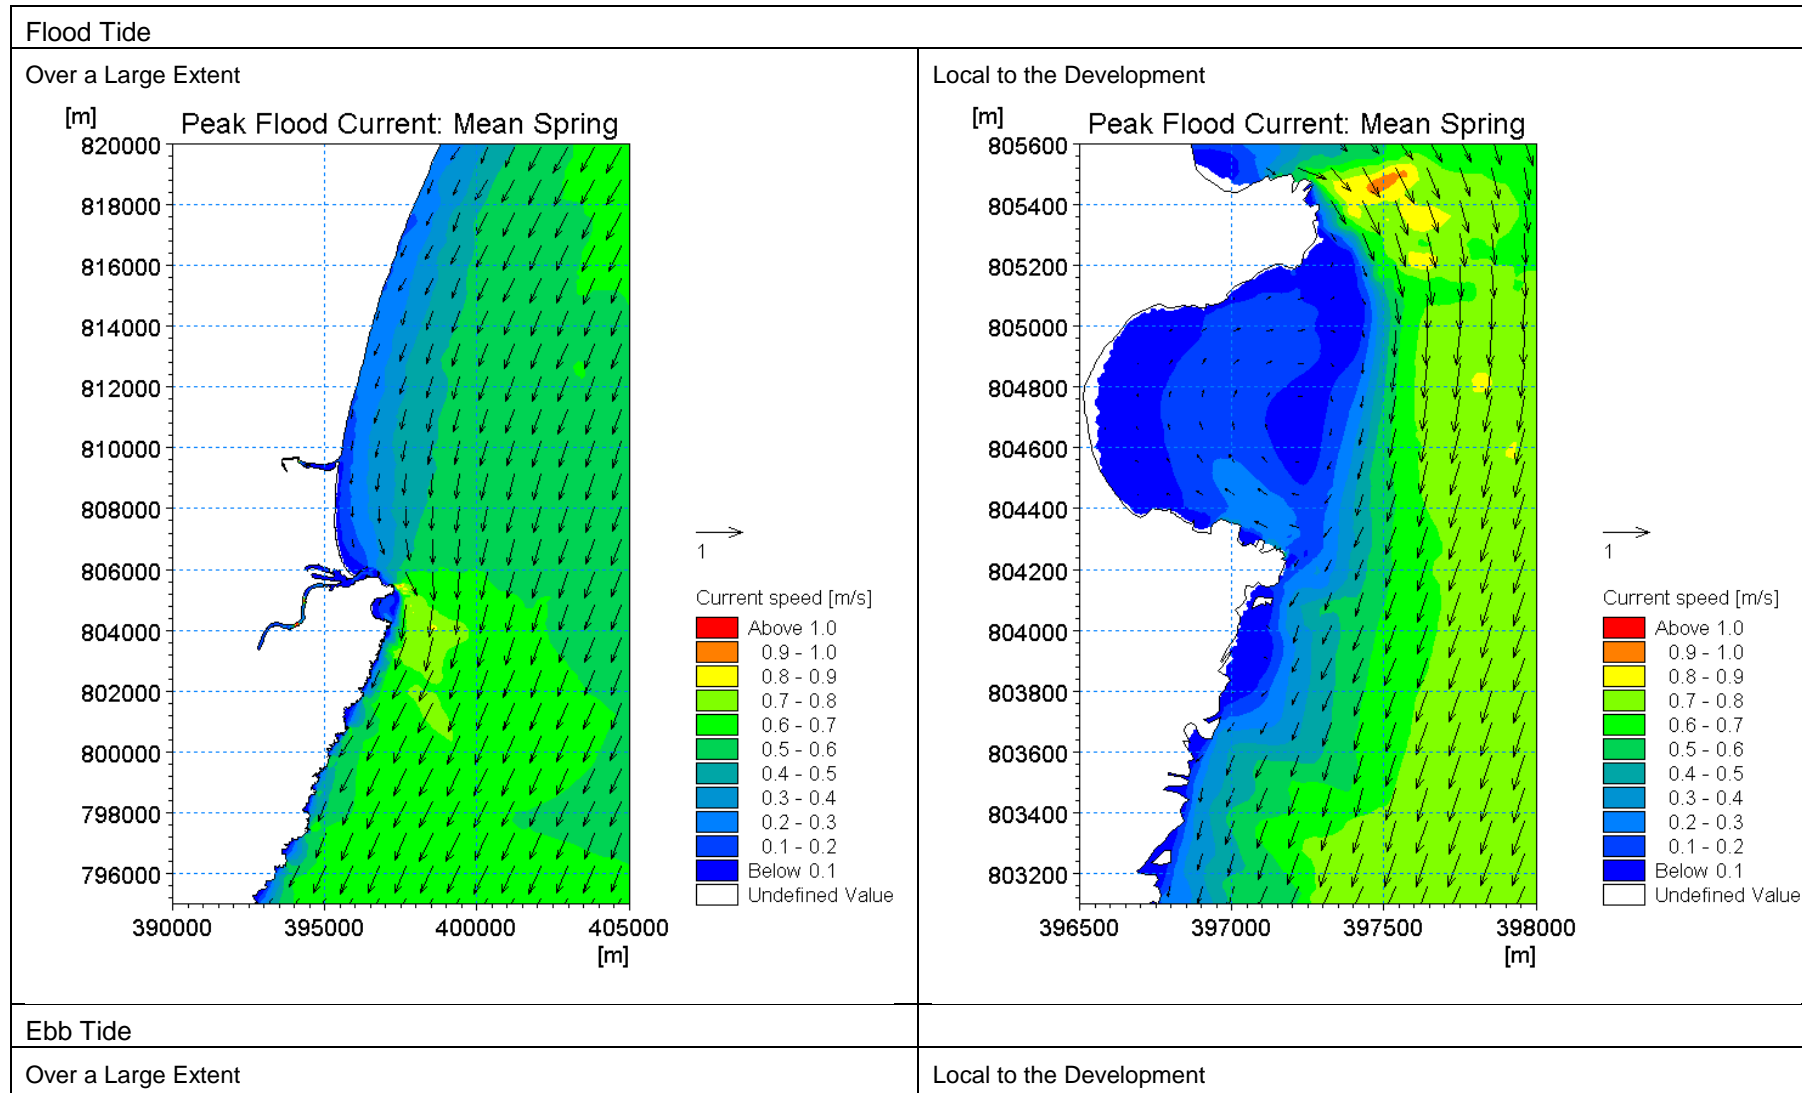 Flood Tide
Over a Large Extent
[m]
Peak Flood Current: Mean Spring
820000
818000
816000
814000
812000
810000
808000
806000
804000
802000
800000
798000
796000
390000 395000 400000 405000
[m]
1
Current speed [m/s]
Above 1.0
0.9 - 1.0
0.8 - 0.9
0.7 - 0.8
0.6 - 0.7
0.5 - 0.6
0.4 - 0.5
0.3 - 0.4
0.2 - 0.3
0.1 - 0.2
Below 0.1
Undefined Value
Local to the Development
[m]
Peak Flood Current: Mean Spring
805600
805400
805200
805000
804800
804600
804400
804200
804000
803800
803600
803400
803200
396500 397000 397500 398000
[m]
1
Current speed [m/s]
Above 1.0
0.9 - 1.0
0.8 - 0.9
0.7 - 0.8
0.6 - 0.7
0.5 - 0.6
0.4 - 0.5
0.3 - 0.4
0.2 - 0.3
0.1 - 0.2
Below 0.1
Undefined Value
Ebb Tide
Over a Large Extent
Local to the Development